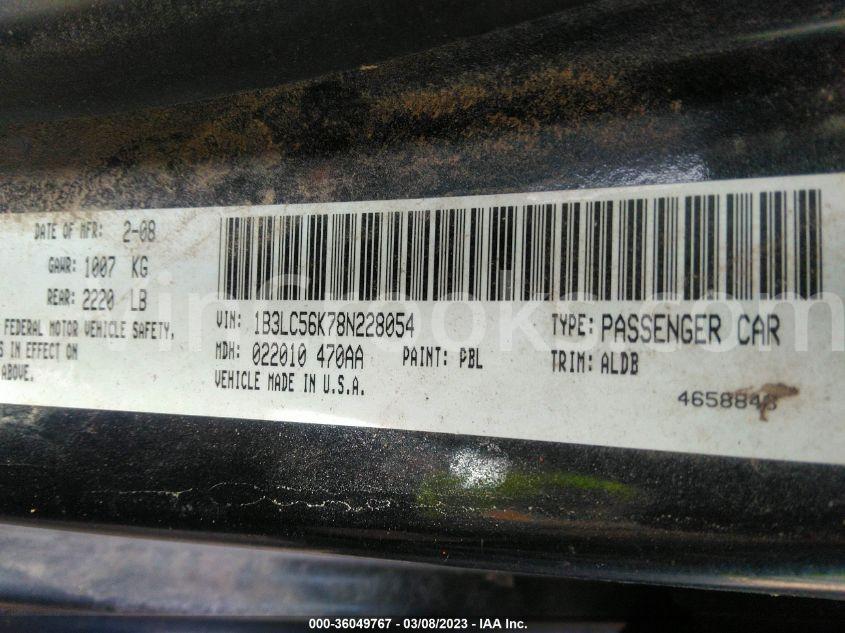 DATE OF MFR: 2-08
GAWR: 1007 KG
REAR: 2220 LB
FEDERAL MOTOR VEHICLE SAFETY,
S IN EFFECT ON
ABOVE.
VIN: 1B3LC56K78N228054
TYPE: PASSENGER CAR
MDH: 022010 470AA PAINT: PBL
TRIM: ALDB
VEHICLE MADE IN U.S.A.
000-36049767 — 03/08/2023 — IAA Inc.